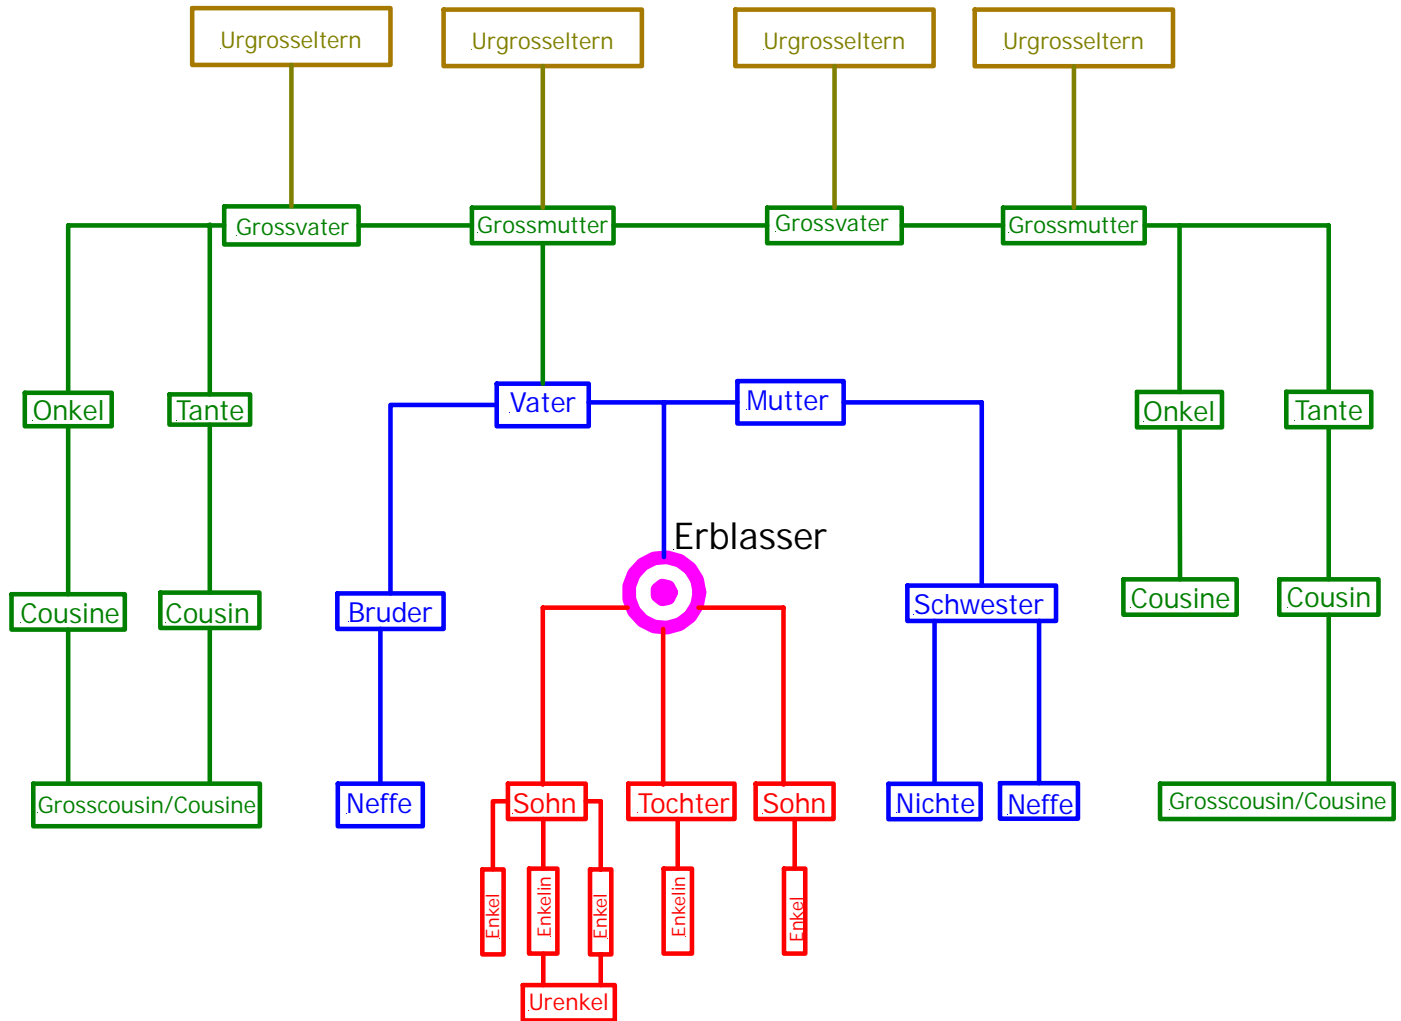 Urgrosseltern
Urgrosseltern
Urgrosseltern
Urgrosseltern
Grossvater
Grossmutter
Grossvater
Grossmutter
Onkel
Tante
Vater
Mutter
Onkel
Tante
Erblasser
Cousine
Cousin
Bruder
Schwester
Cousine
Cousin
Grosscousin/Cousine
Neffe
Sohn
Tochter
Sohn
Nichte
Neffe
Grosscousin/Cousine
Enkel
Enkelin
Enkel
Enkelin
Enkel
Urenkel